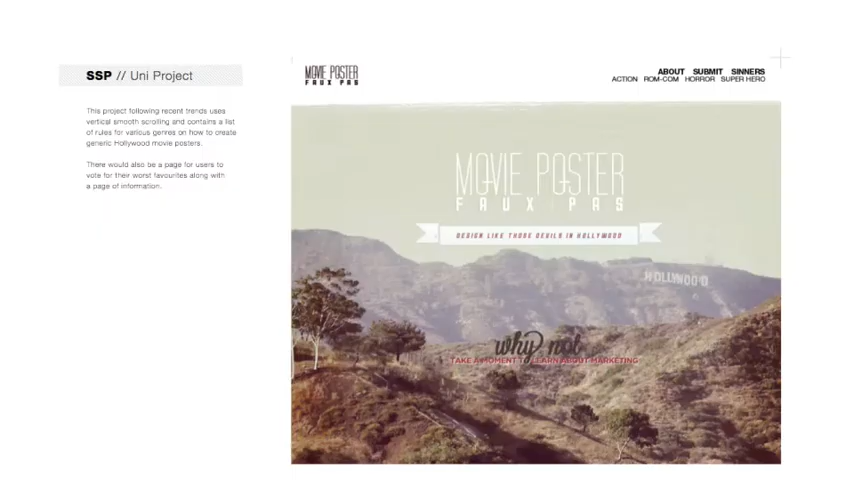 SSP // Uni Project
This project following recent trends uses
vertical smooth scrolling and contains a list
of rules for various genres on how to create
generic Hollywood movie posters.
There would also be a page for users to
vote for their worst favourites along with
a page of information.
MOVIE POSTER
FAUX PAS
ABOUT SUBMIT SINNERS
ACTION ROM-COM HORROR SUPER HERO
MOVIE POSTER
FAUX PAS
DESIGN LIKE THOSE DEVILS IN HOLLYWOOD
HOLLYWOOD
why not
TAKE A MOMENT TO LEARN ABOUT MARKETING